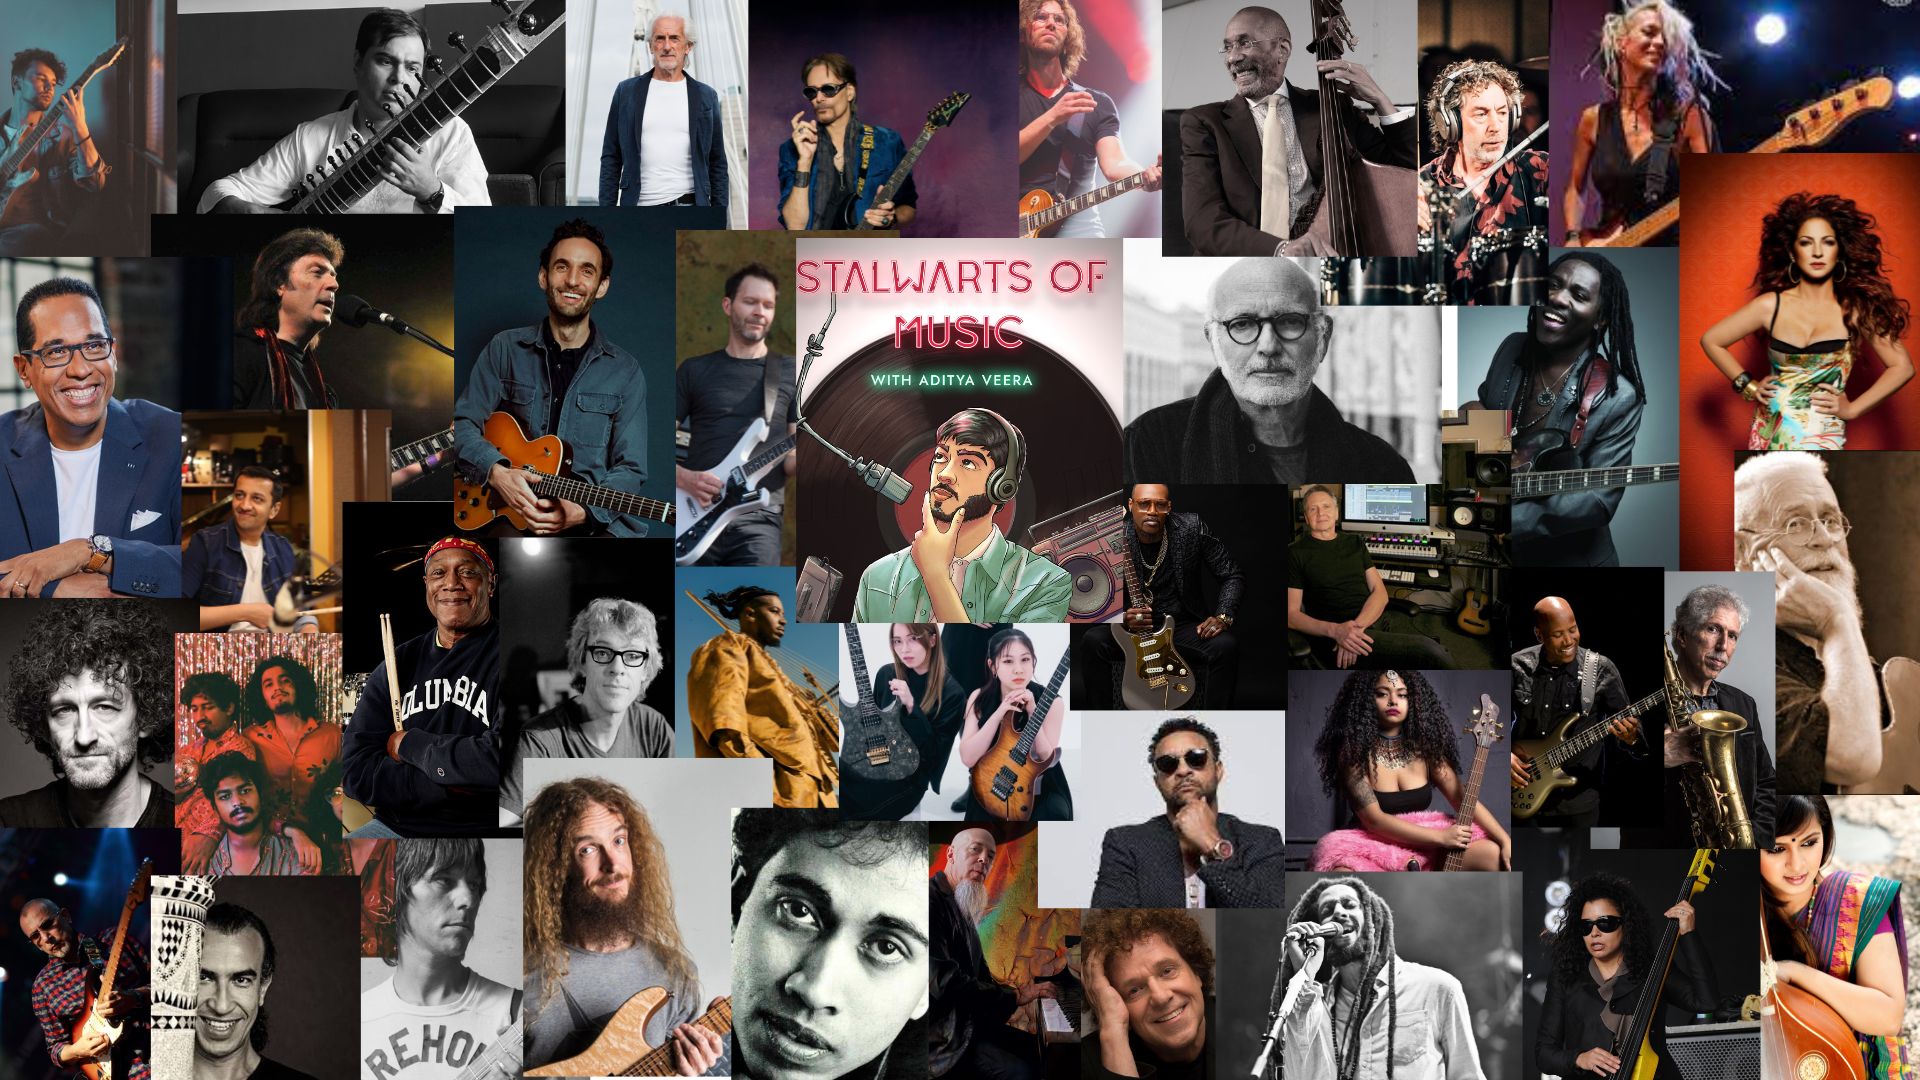 STALWARTS OF
MUSIC
WITH ADITYA VEERA
OLUMBIA
REHO